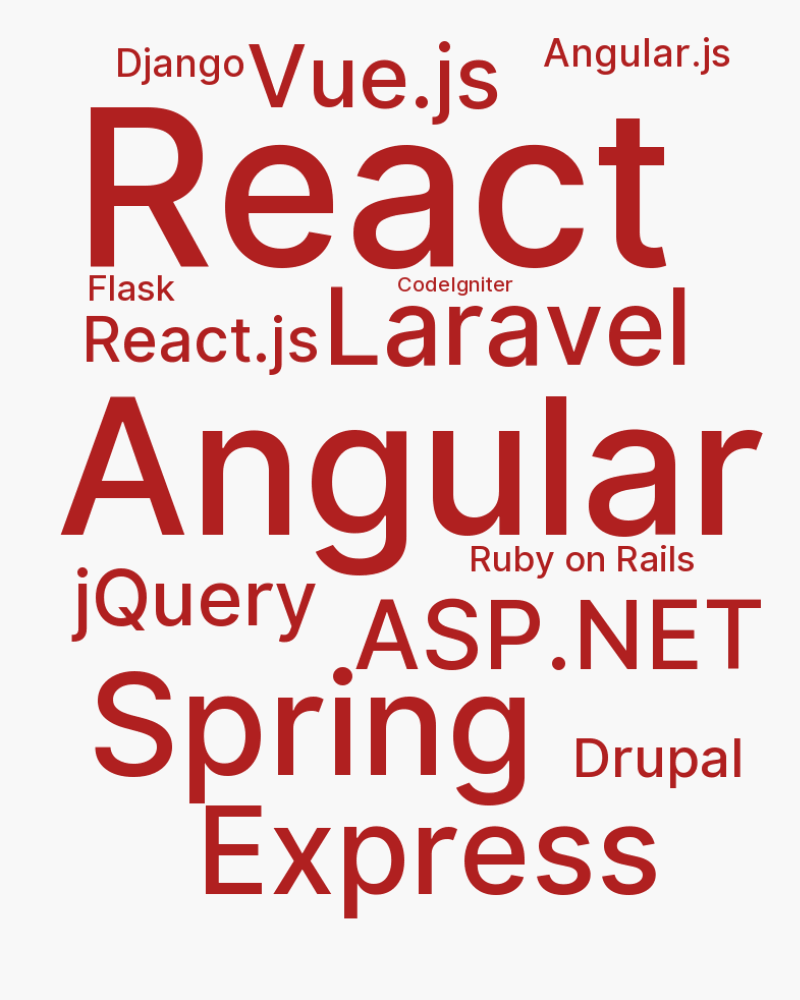 Django Vue.js Angular.js
React
Flask CodeIgniter
React.js Laravel
Angular
Ruby on Rails
jQuery ASP.NET
Spring Drupal
Express